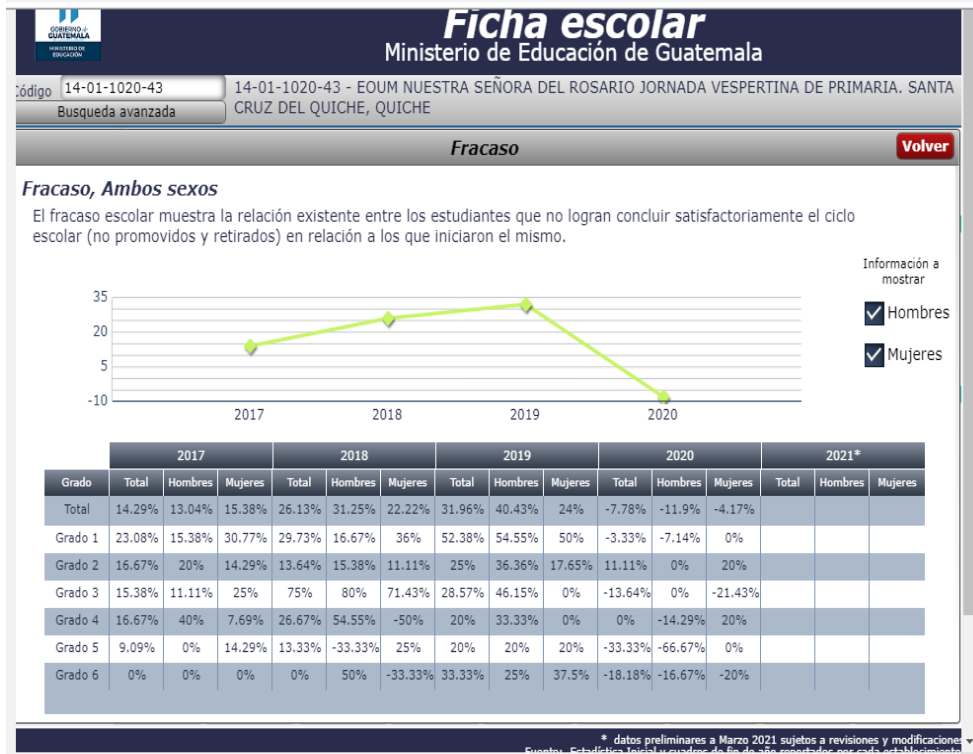 GOBIERNO de
GUATEMALA
MINISTERIO DE
EDUCACIÓN
Ficha escolar
Ministerio de Educación de Guatemala
Código 14-01-1020-43
Busqueda avanzada
14-01-1020-43 - EOUM NUESTRA SEÑORA DEL ROSARIO JORNADA VESPERTINA DE PRIMARIA. SANTA
CRUZ DEL QUICHE, QUICHE
Fracaso Volver
Fracaso, Ambos sexos
El fracaso escolar muestra la relación existente entre los estudiantes que no logran concluir satisfactoriamente el ciclo
escolar (no promovidos y retirados) en relación a los que iniciaron el mismo.
Información a
mostrar
Hombres
Mujeres
35
20
5
-10
2017 2018 2019 2020
2017 2018 2019 2020 2021*
Grado Total Hombres Mujeres Total Hombres Mujeres Total Hombres Mujeres Total Hombres Mujeres Total Hombres Mujeres
Total 14.29% 13.04% 15.38% 26.13% 31.25% 22.22% 31.96% 40.43% 24% -7.78% -11.9% -4.17%
Grado 1 23.08% 15.38% 30.77% 29.73% 16.67% 36% 52.38% 54.55% 50% -3.33% -7.14% 0%
Grado 2 16.67% 20% 14.29% 13.64% 15.38% 11.11% 25% 36.36% 17.65% 11.11% 0% 20%
Grado 3 15.38% 11.11% 25% 75% 80% 71.43% 28.57% 46.15% 0% -13.64% 0% -21.43%
Grado 4 16.67% 40% 7.69% 26.67% 54.55% -50% 20% 33.33% 0% 0% -14.29% 20%
Grado 5 9.09% 0% 14.29% 13.33% -33.33% 25% 20% 20% 20% -33.33% -66.67% 0%
Grado 6 0% 0% 0% 0% 50% -33.33% 33.33% 25% 37.5% -18.18% -16.67% -20%
* datos preliminares a Marzo 2021 sujetos a revisiones y modificaciones
Fuente: Estadística Inicial y cuadros de fin de año reportados por cada establecimiento